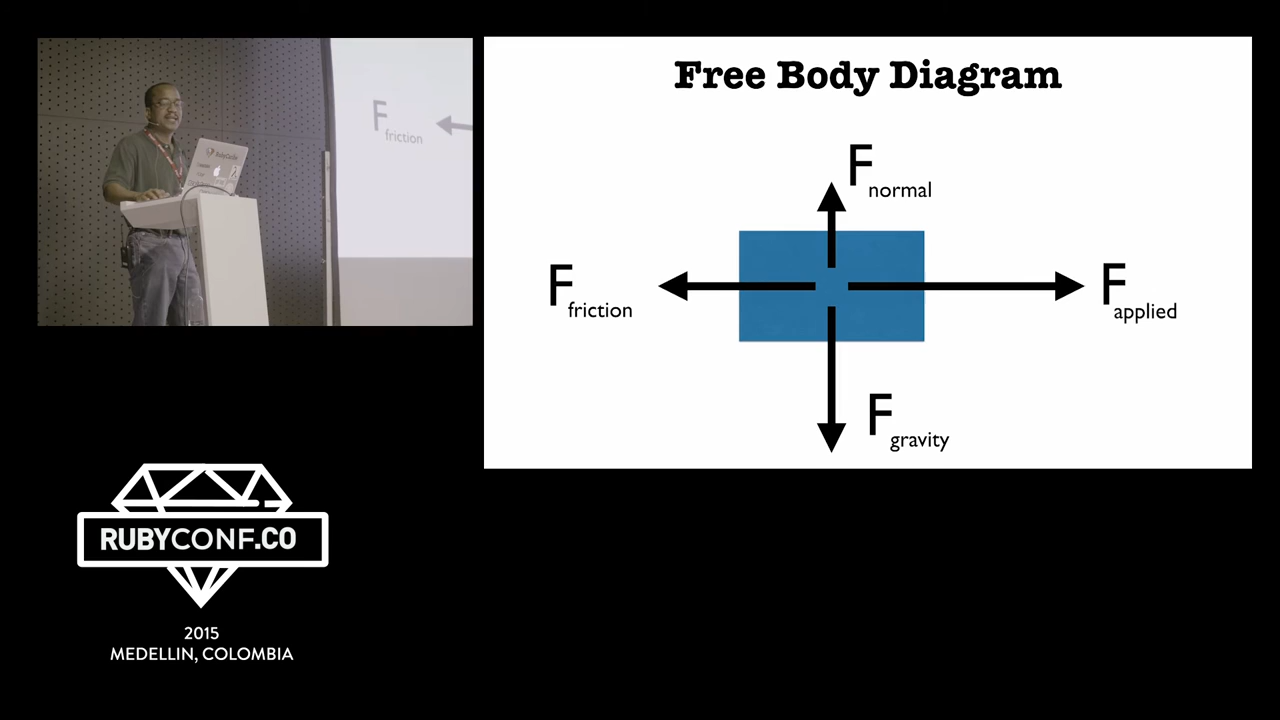 Free Body Diagram
F normal
F friction
F applied
F gravity
F friction
RUBYCONF.CO
2015
MEDELLIN, COLOMBIA